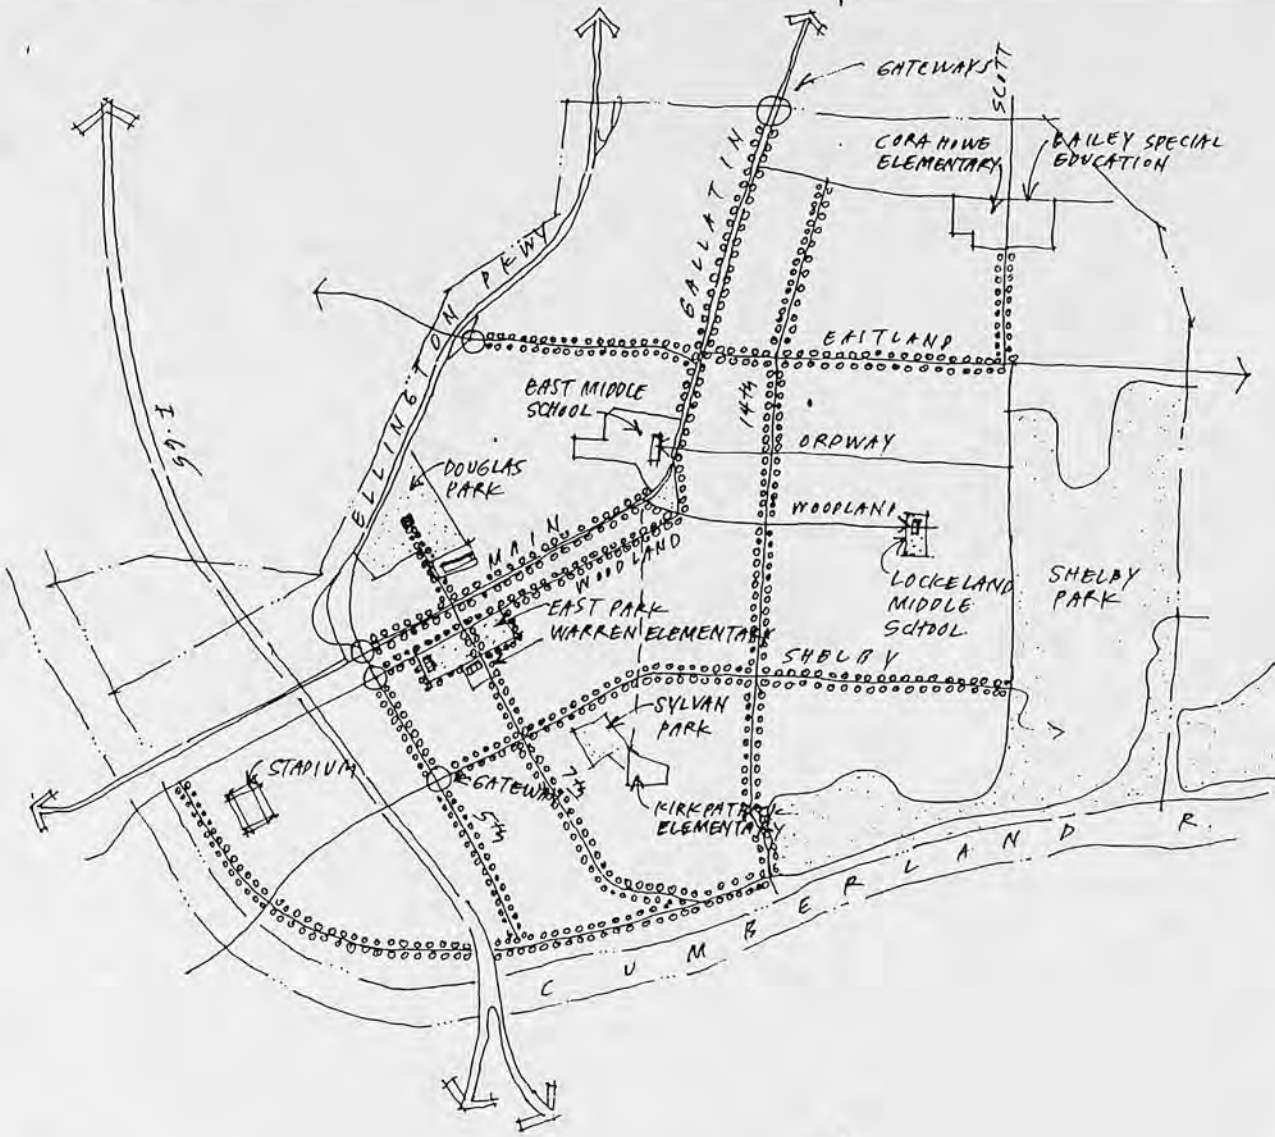 GATEWAYS
SCOTT
CORA HOWE
ELEMENTARY
BAILEY SPECIAL
EDUCATION
GALLATIN
ELLINGTON PKWY
EASTLAND
I-65
EAST MIDDLE
SCHOOL
14th
ORDWAY
DOUGLAS
PARK
MAIN
WOODLAND
WOODLAND
LOCKELAND
MIDDLE
SCHOOL
SHELBY
PARK
EAST PARK
WARREN ELEMENTARY
SHELBY
SYLVAN
PARK
STADIUM
GATEWAY
7th
5th
KIRKPATRICK
ELEMENTARY
CUMBERLAND R.